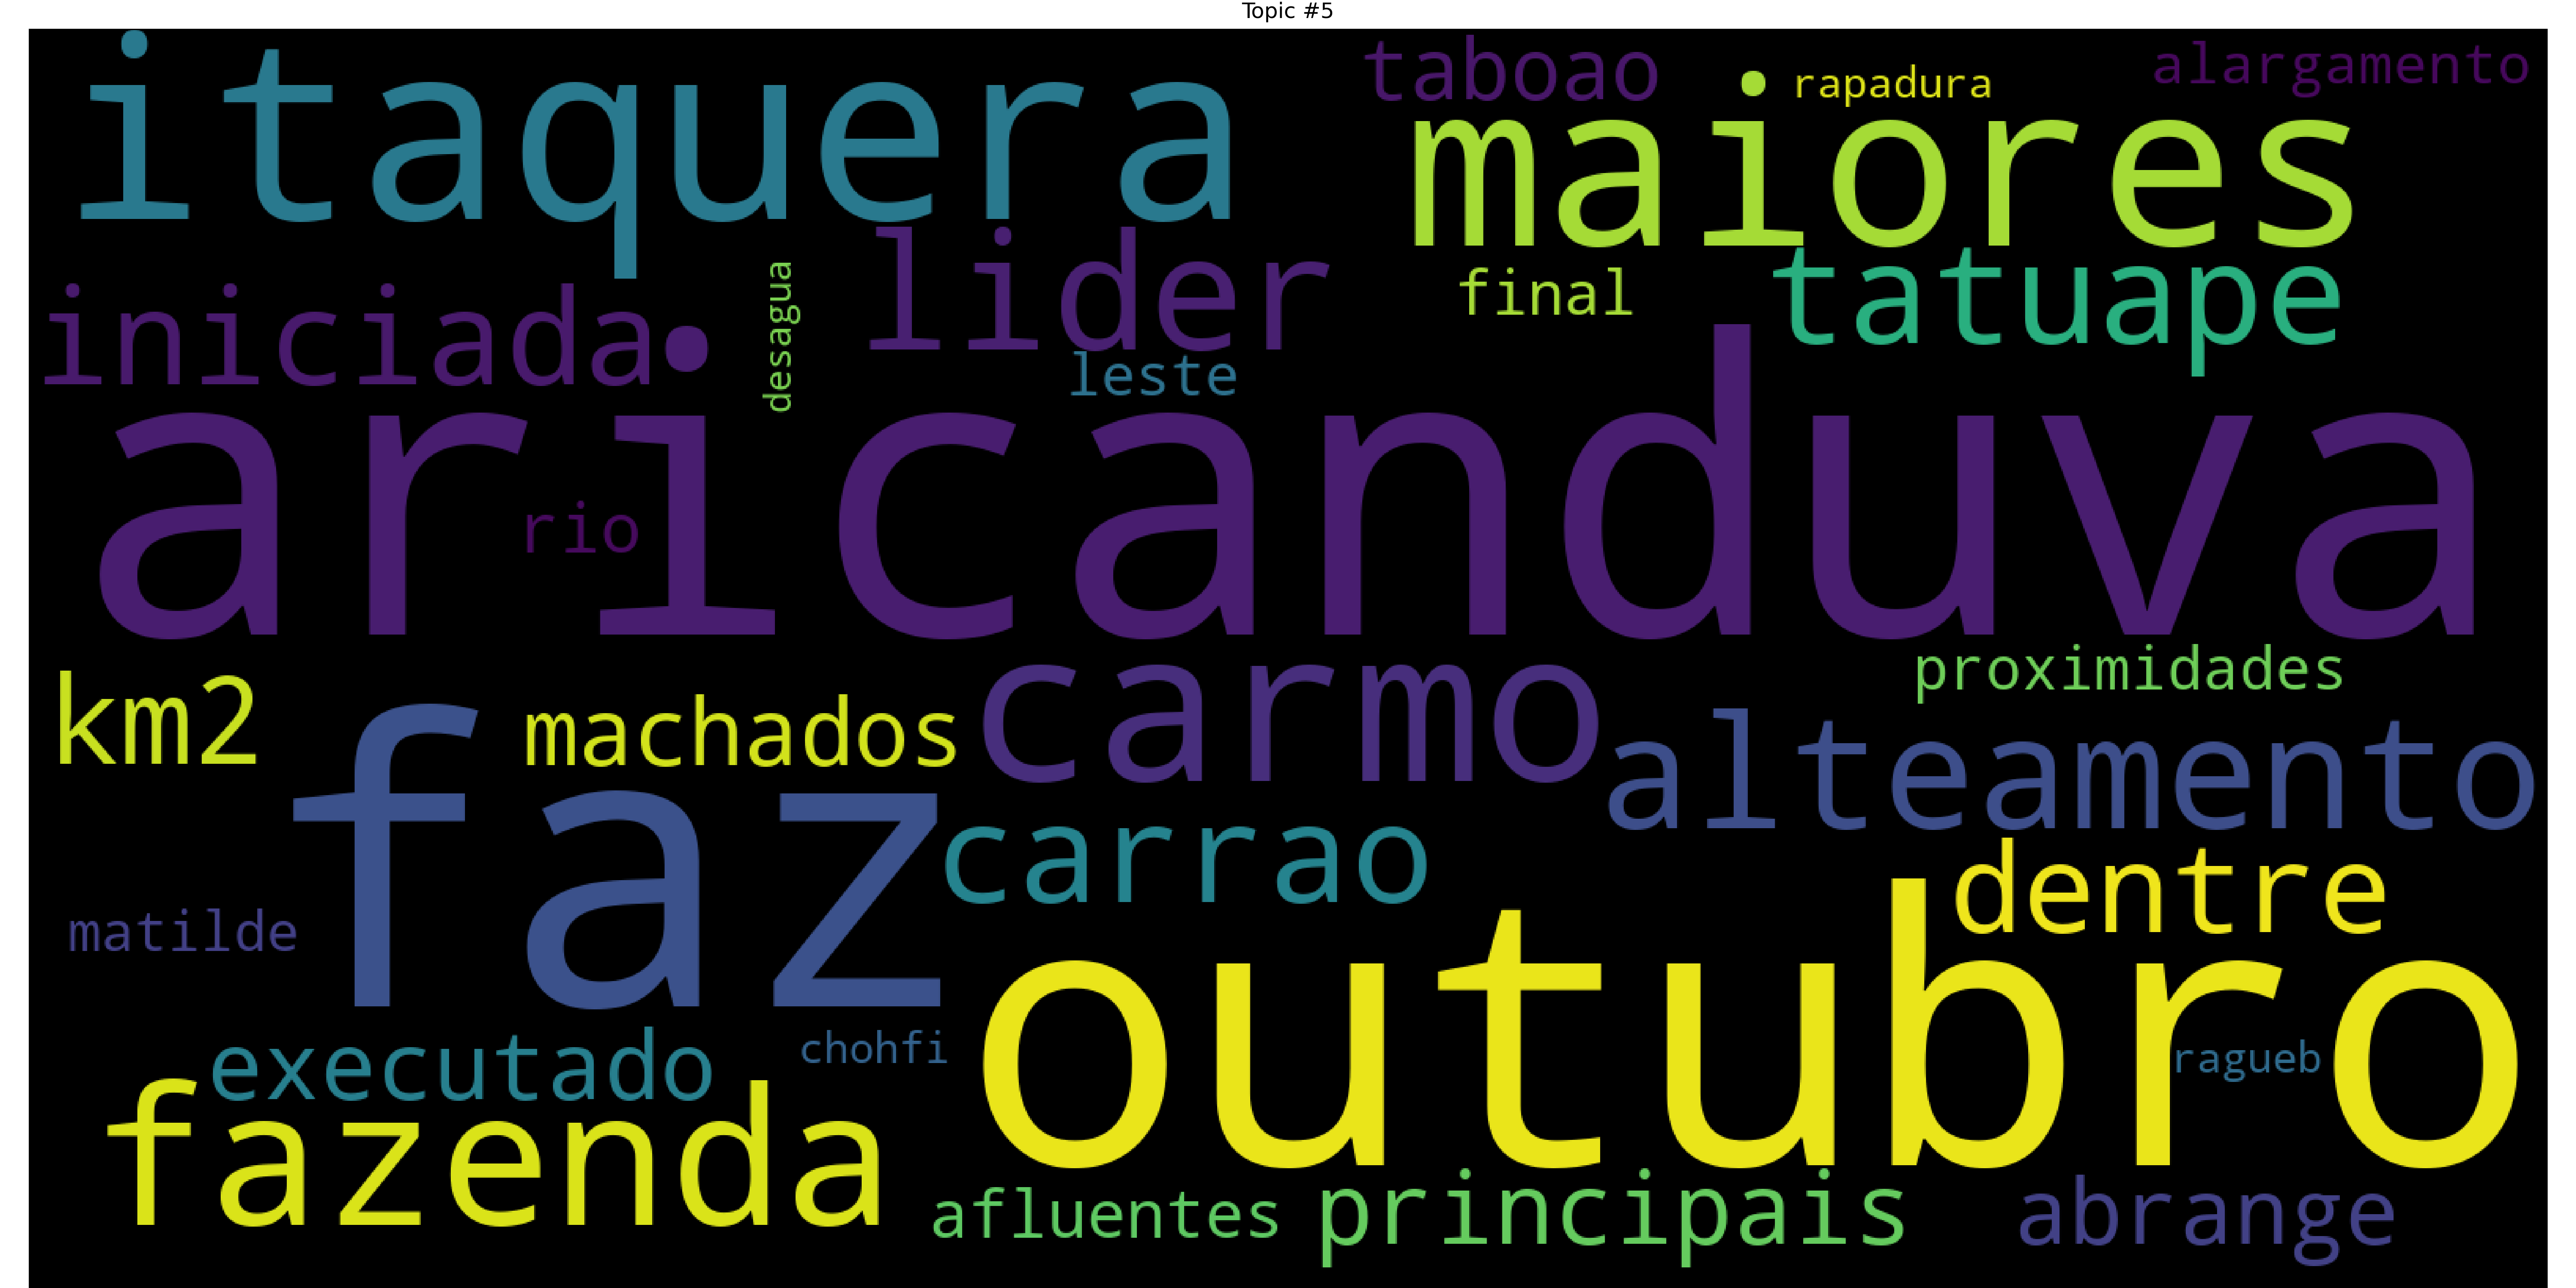 Topic #5
itaquera
taboao
rapadura
alargamento
maiores
iniciada
desagua
lider
leste
final
tatuape
aricanduva
rio
km2
machados
carmo
proximidades
alteamento
faz
carrao
dentre
matilde
outubro
executado
chohfi
ragueb
fazenda
afluentes
principais
abrange